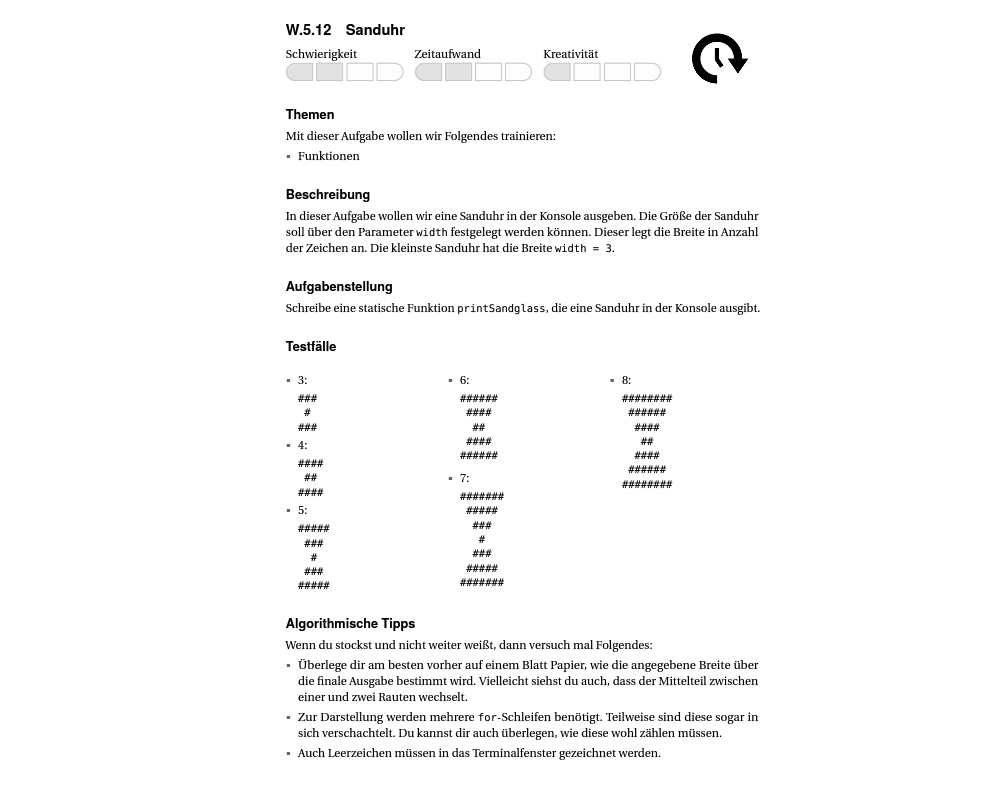 W.5.12 Sanduhr
Schwierigkeit Zeitaufwand Kreativität
Themen
Mit dieser Aufgabe wollen wir Folgendes trainieren:
▪ Funktionen
Beschreibung
In dieser Aufgabe wollen wir eine Sanduhr in der Konsole ausgeben. Die Größe der Sanduhr
soll über den Parameter width festgelegt werden können. Dieser legt die Breite in Anzahl
der Zeichen an. Die kleinste Sanduhr hat die Breite width = 3.
Aufgabenstellung
Schreibe eine statische Funktion printSandglass, die eine Sanduhr in der Konsole ausgibt.
Testfälle
▪ 3:
###
 #
###
▪ 4:
####
 ##
####
▪ 5:
#####
 ###
  #
 ###
#####
▪ 6:
######
 ####
  ##
 ####
######
▪ 7:
#######
 #####
  ###
   #
  ###
 #####
#######
▪ 8:
########
 ######
  ####
   ##
  ####
 ######
########
Algorithmische Tipps
Wenn du stockst und nicht weiter weißt, dann versuch mal Folgendes:
▪ Überlege dir am besten vorher auf einem Blatt Papier, wie die angegebene Breite über
die finale Ausgabe bestimmt wird. Vielleicht siehst du auch, dass der Mittelteil zwischen
einer und zwei Rauten wechselt.
▪ Zur Darstellung werden mehrere for-Schleifen benötigt. Teilweise sind diese sogar in
sich verschachtelt. Du kannst dir auch überlegen, wie diese wohl zählen müssen.
▪ Auch Leerzeichen müssen in das Terminalfenster gezeichnet werden.